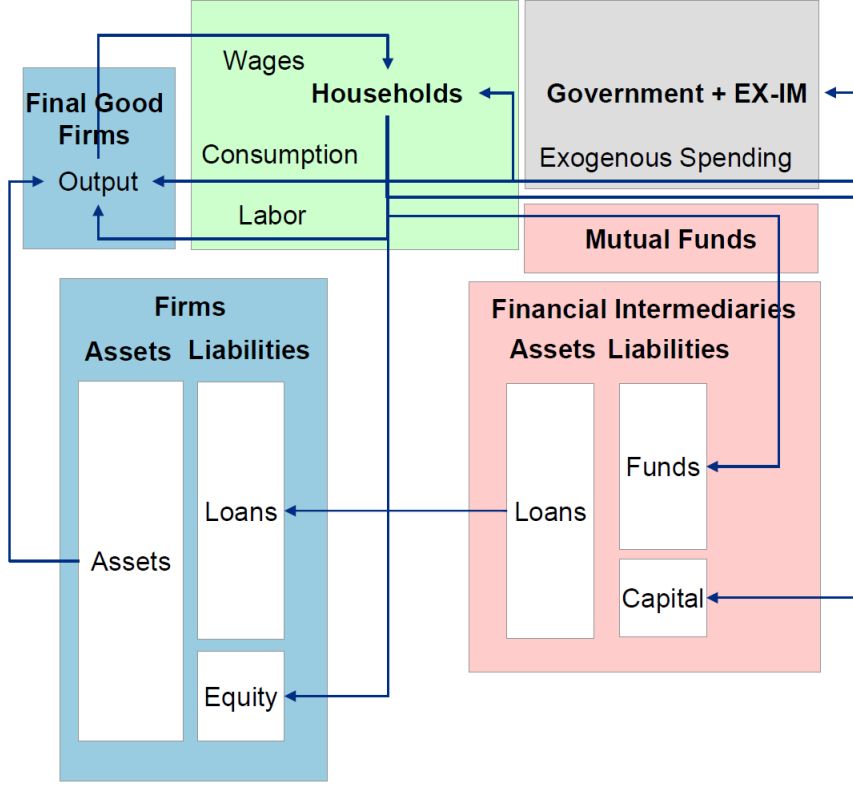 Wages
Households
Government + EX-IM
Final Good
Firms
Consumption
Exogenous Spending
Output
Labor
Mutual Funds
Firms
Assets Liabilities
Financial Intermediaries
Assets Liabilities
Funds
Loans
Loans
Assets
Capital
Equity